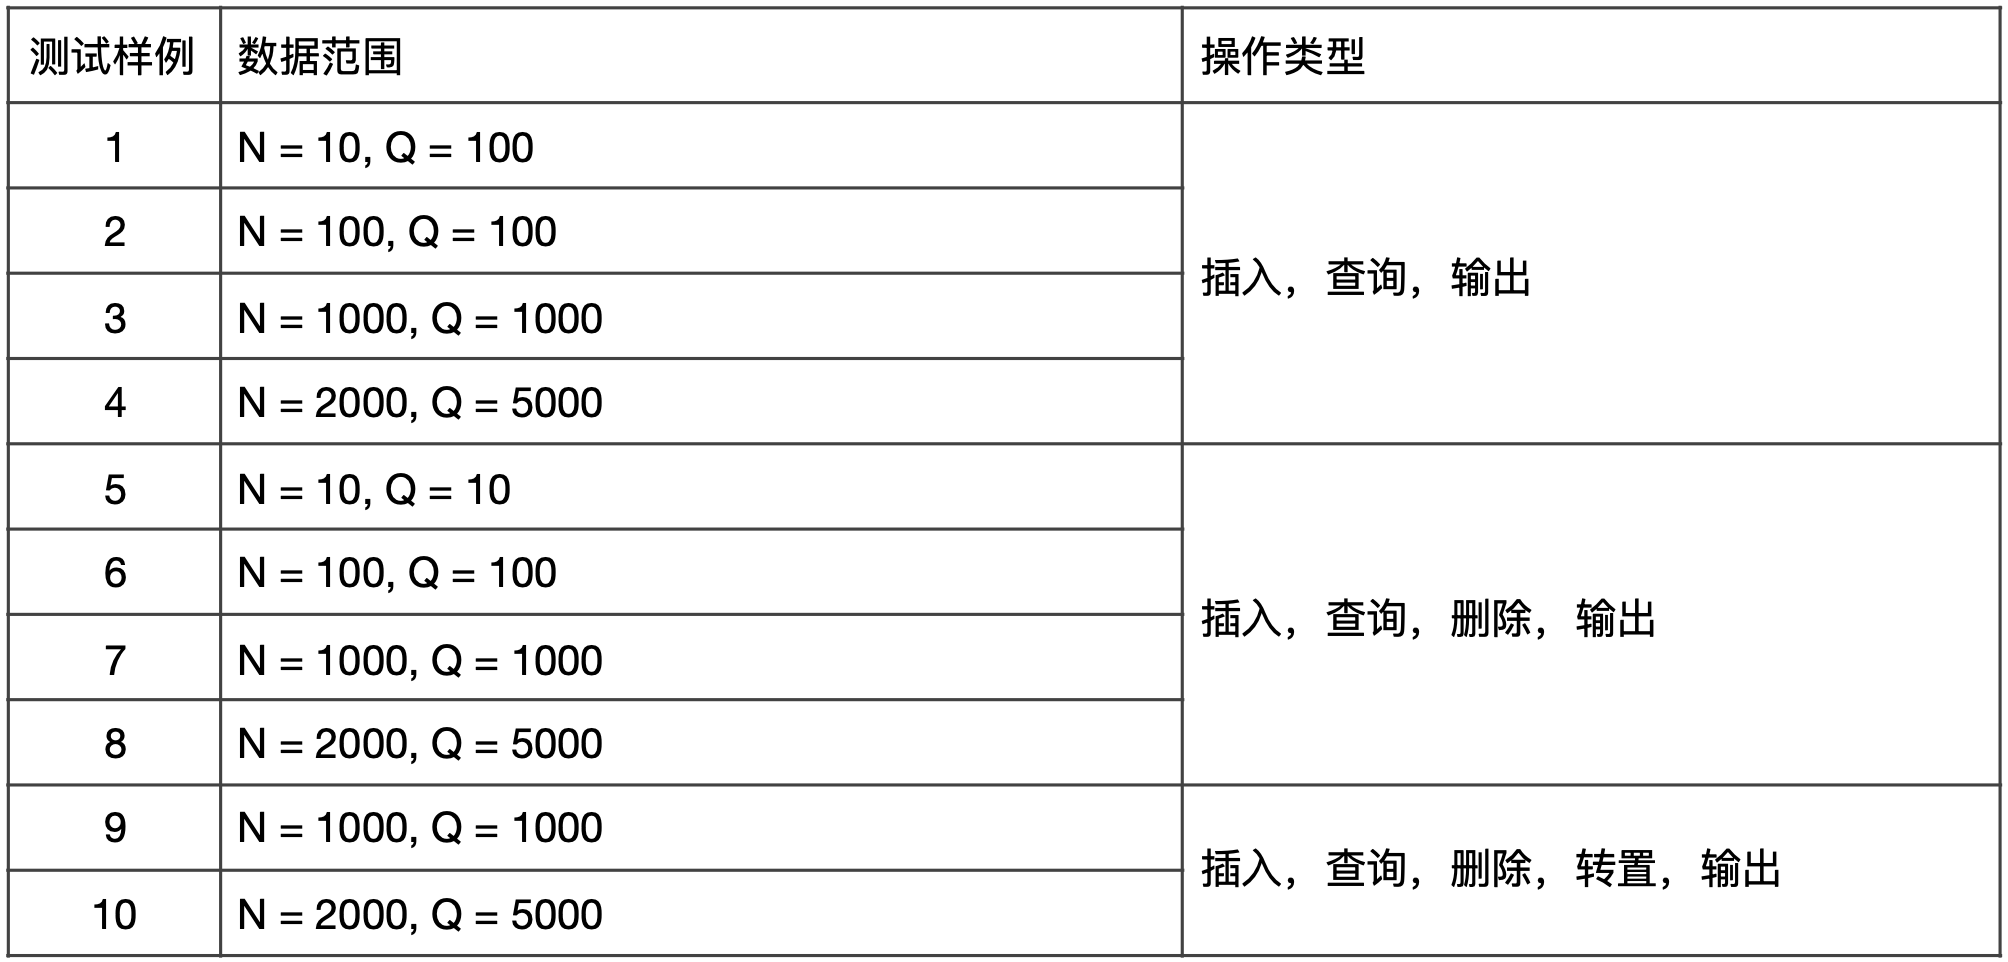 测试样例 数据范围 操作类型
1 N = 10, Q = 100
2 N = 100, Q = 100
插入，查询，输出
3 N = 1000, Q = 1000
4 N = 2000, Q = 5000
5 N = 10, Q = 10
6 N = 100, Q = 100
插入，查询，删除，输出
7 N = 1000, Q = 1000
8 N = 2000, Q = 5000
9 N = 1000, Q = 1000
插入，查询，删除，转置，输出
10 N = 2000, Q = 5000